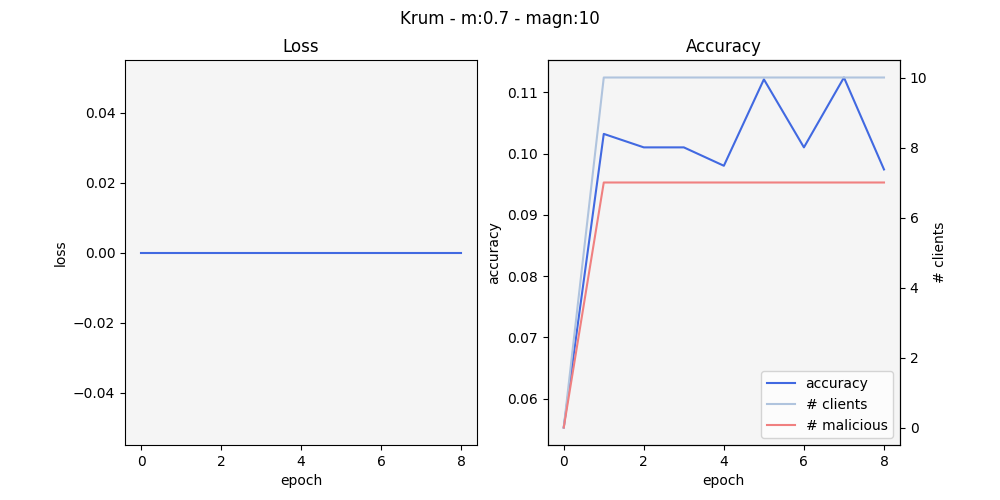 Krum - m:0.7 - magn:10
Loss
0.04
0.02
0.00
−0.02
−0.04
loss
0
2
4
6
8
epoch
Accuracy
0.11
0.10
0.09
0.08
0.07
0.06
accuracy
0
2
4
6
8
epoch
10
8
6
4
2
0
# clients
accuracy
# clients
# malicious